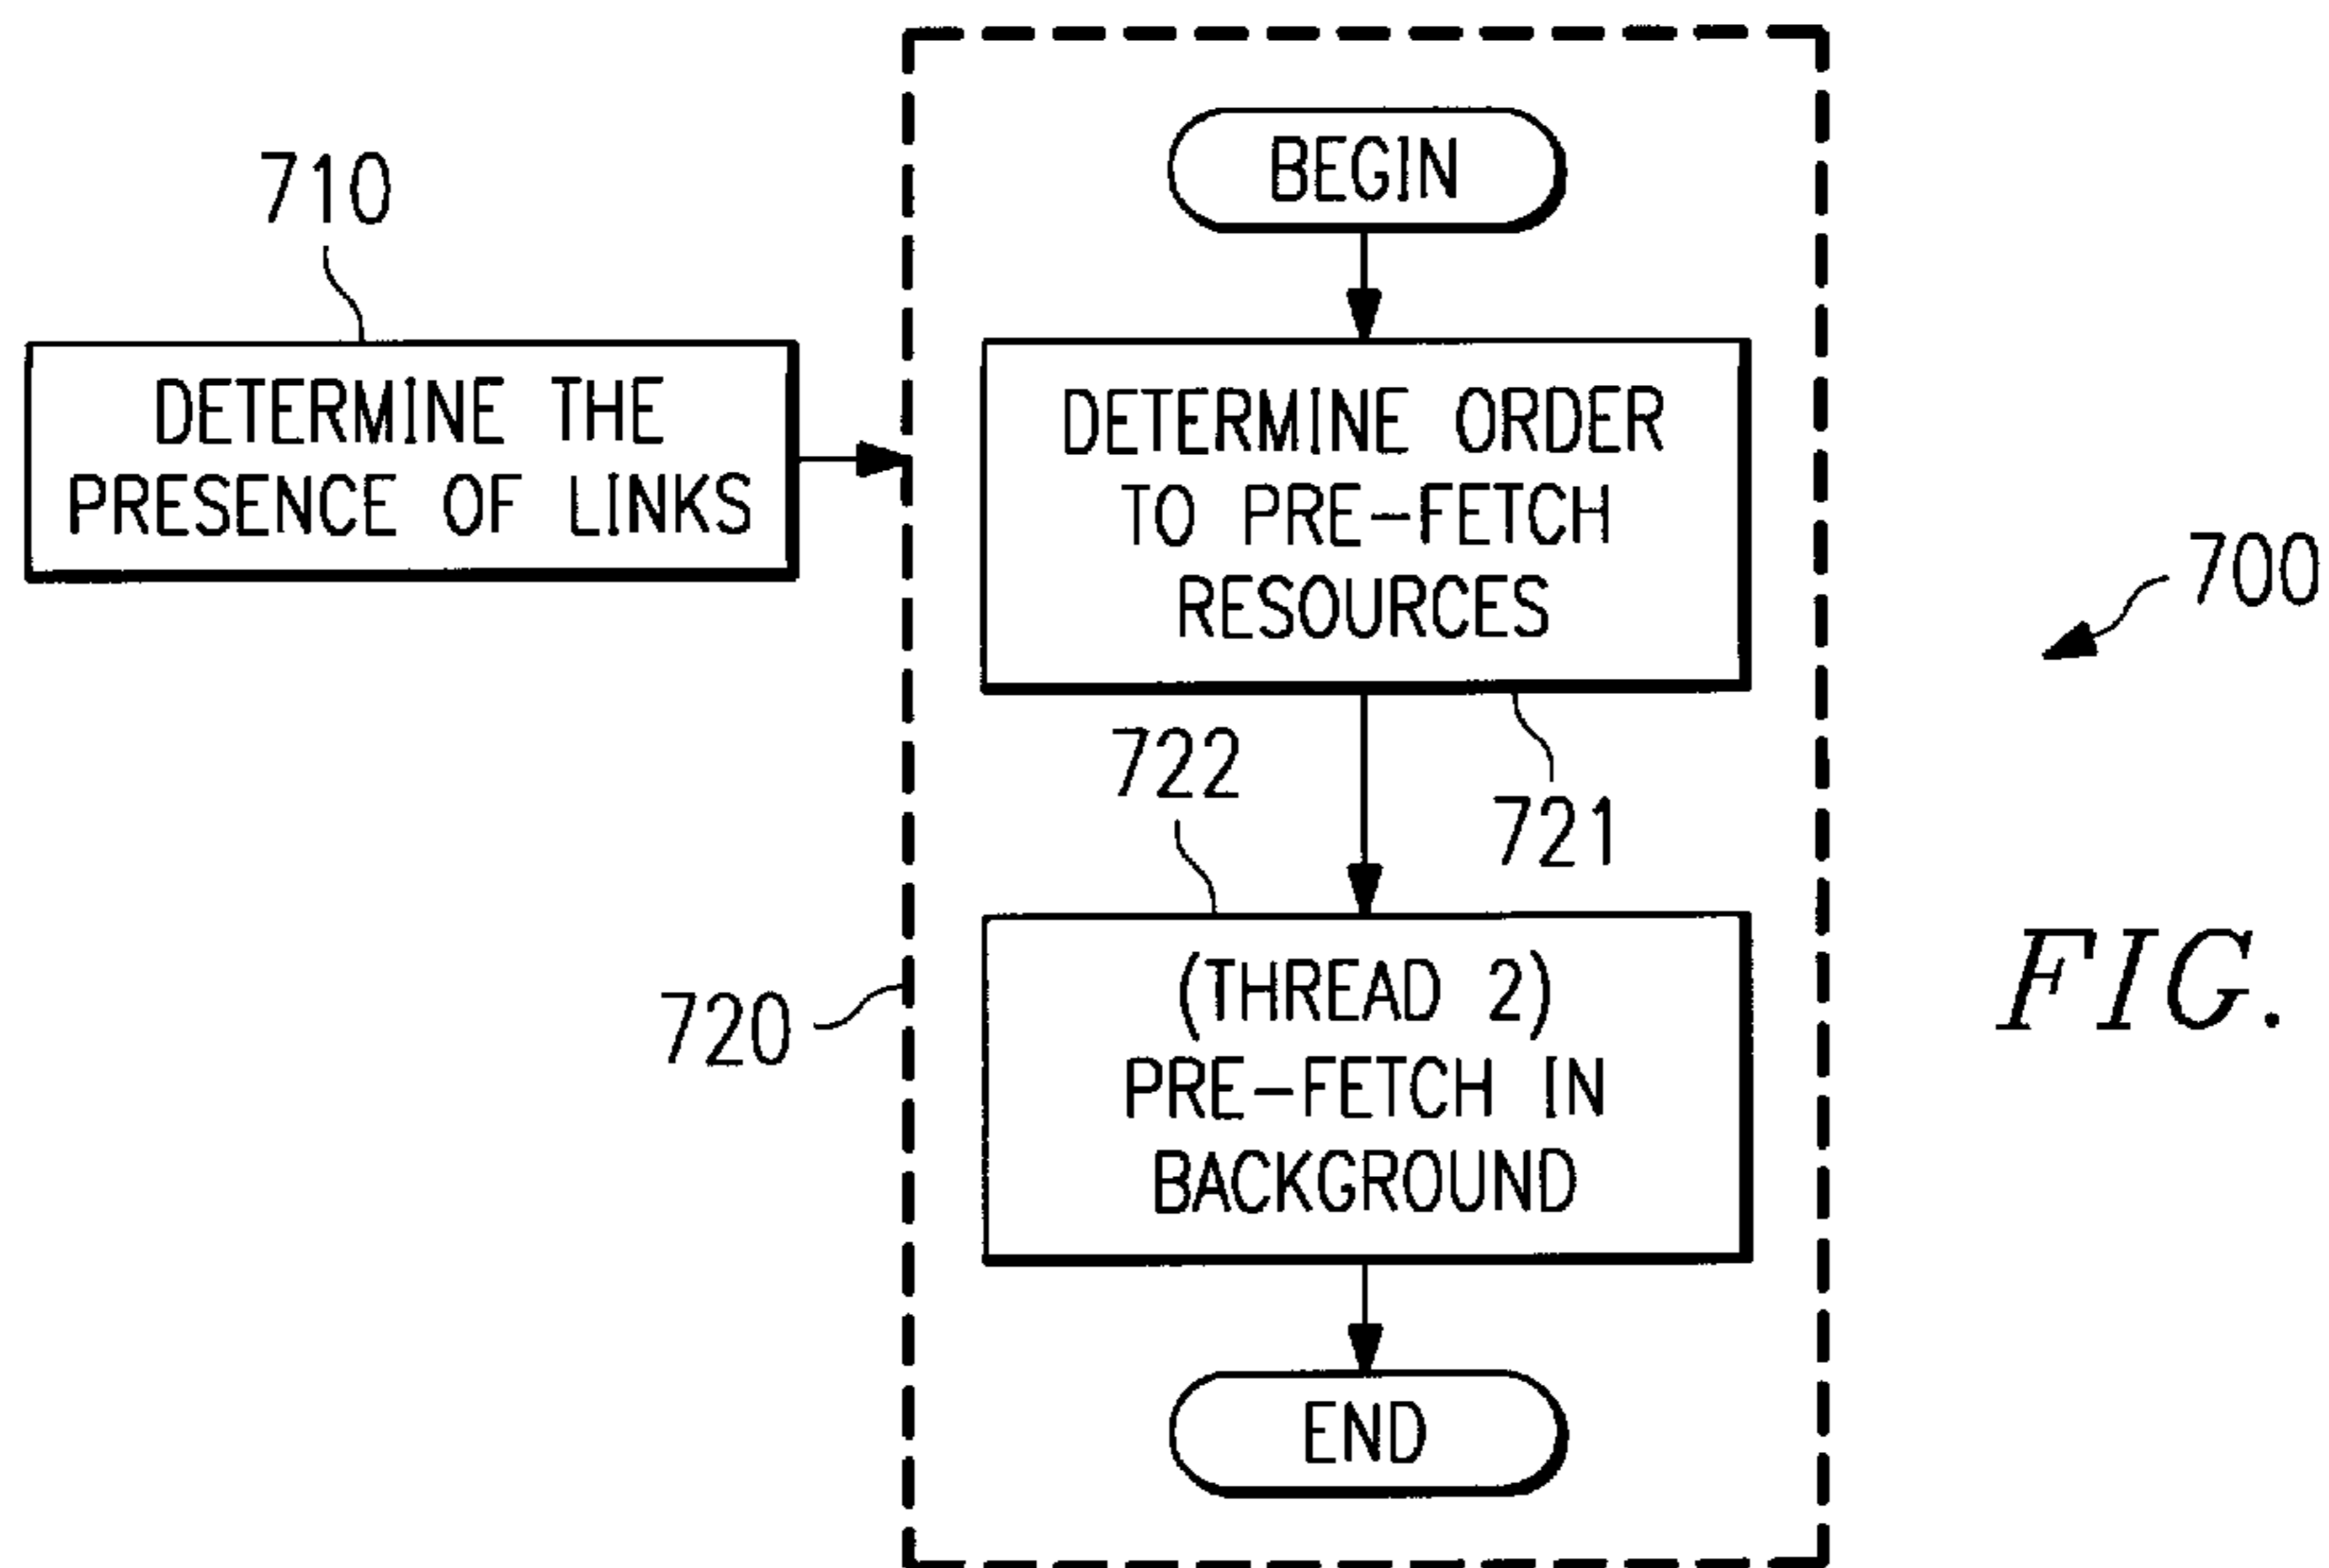 710
DETERMINE THE
PRESENCE OF LINKS
BEGIN
DETERMINE ORDER
TO PRE-FETCH
RESOURCES
721
722
(THREAD 2)
PRE-FETCH IN
BACKGROUND
END
720
700
FIG.